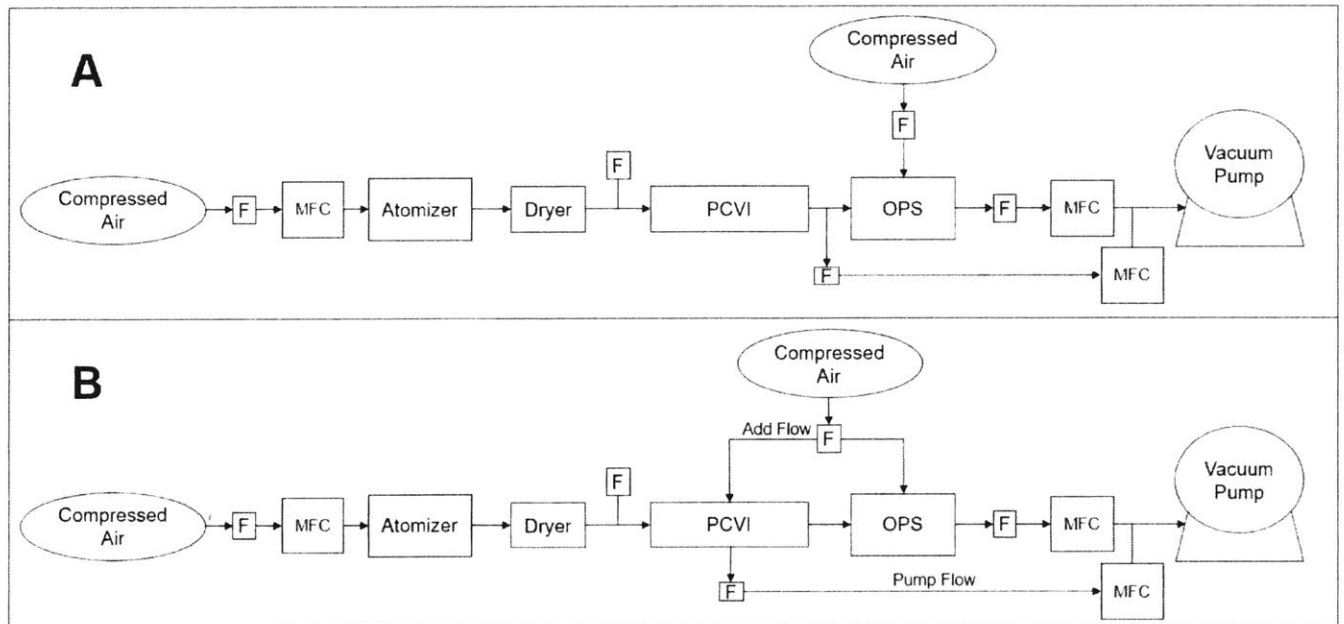 A
Compressed
Air
F
Compressed
Air
F
MFC
Atomizer
Dryer
F
PCVI
OPS
F
MFC
Vacuum
Pump
F
MFC
B
Compressed
Air
Add Flow
F
Compressed
Air
F
MFC
Atomizer
Dryer
F
PCVI
OPS
F
MFC
Vacuum
Pump
F
Pump Flow
MFC